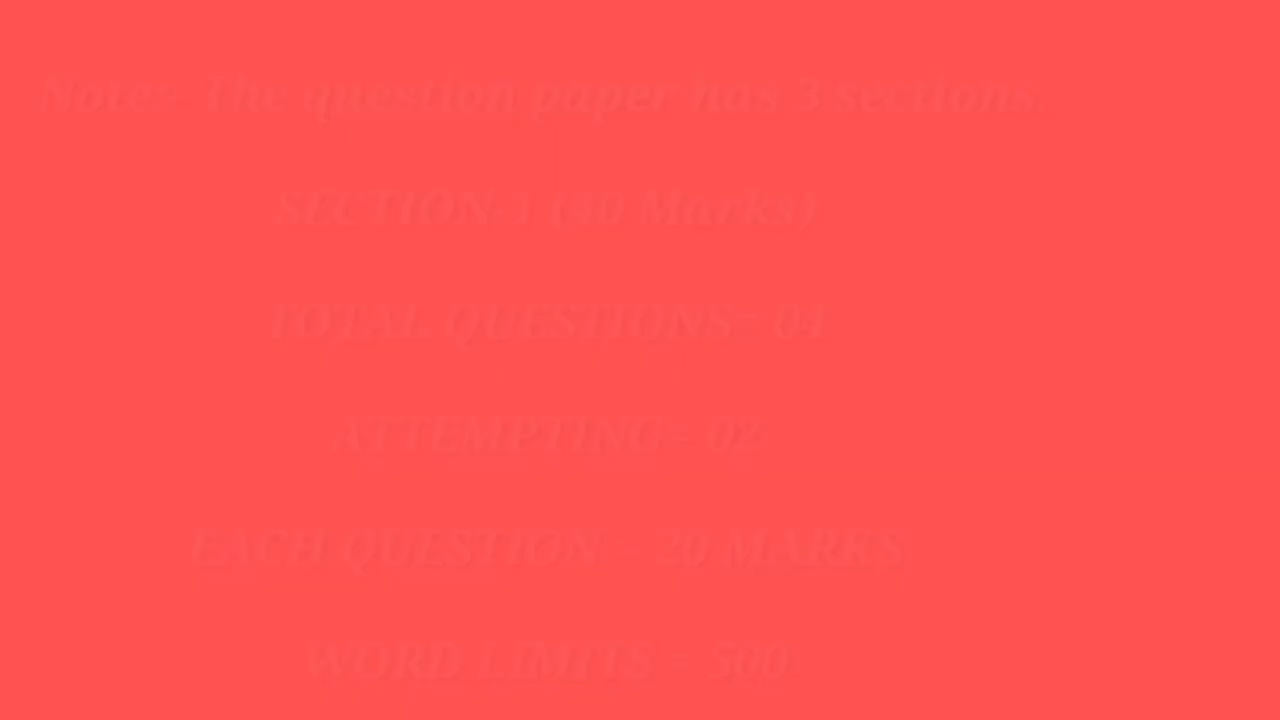 Note:- The question paper has 3 sections.
SECTION-1 (40 Marks)
TOTAL QUESTIONS= 04
ATTEMPTING= 02
EACH QUESTION = 20 MARKS
WORD LIMITS = 500